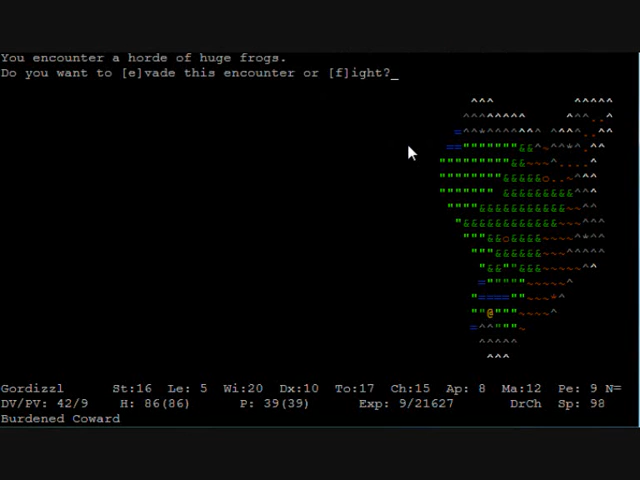 You encounter a horde of huge frogs.
Do you want to [e]vade this encounter or [f]ight?_
Gordizzl St:16 Le: 5 Wi:20 Dx:10 To:17 Ch:15 Ap: 8 Ma:12 Pe: 9 N=
DV/PV: 42/9 H: 86(86) P: 39(39) Exp: 9/21627 DrCh Sp: 98
Burdened Coward